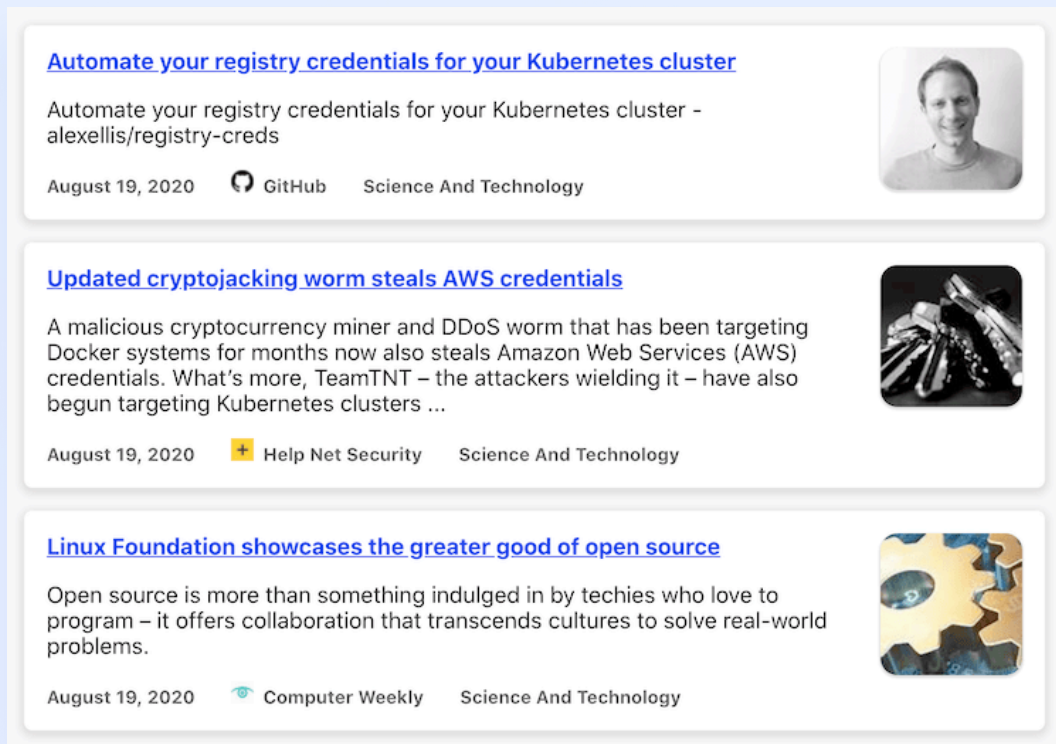 Automate your registry credentials for your Kubernetes cluster
Automate your registry credentials for your Kubernetes cluster -
alexellis/registry-creds
August 19, 2020 GitHub Science And Technology
Updated cryptojacking worm steals AWS credentials
A malicious cryptocurrency miner and DDoS worm that has been targeting
Docker systems for months now also steals Amazon Web Services (AWS)
credentials. What’s more, TeamTNT – the attackers wielding it – have also
begun targeting Kubernetes clusters ...
August 19, 2020 Help Net Security Science And Technology
Linux Foundation showcases the greater good of open source
Open source is more than something indulged in by techies who love to
program – it offers collaboration that transcends cultures to solve real-world
problems.
August 19, 2020 Computer Weekly Science And Technology